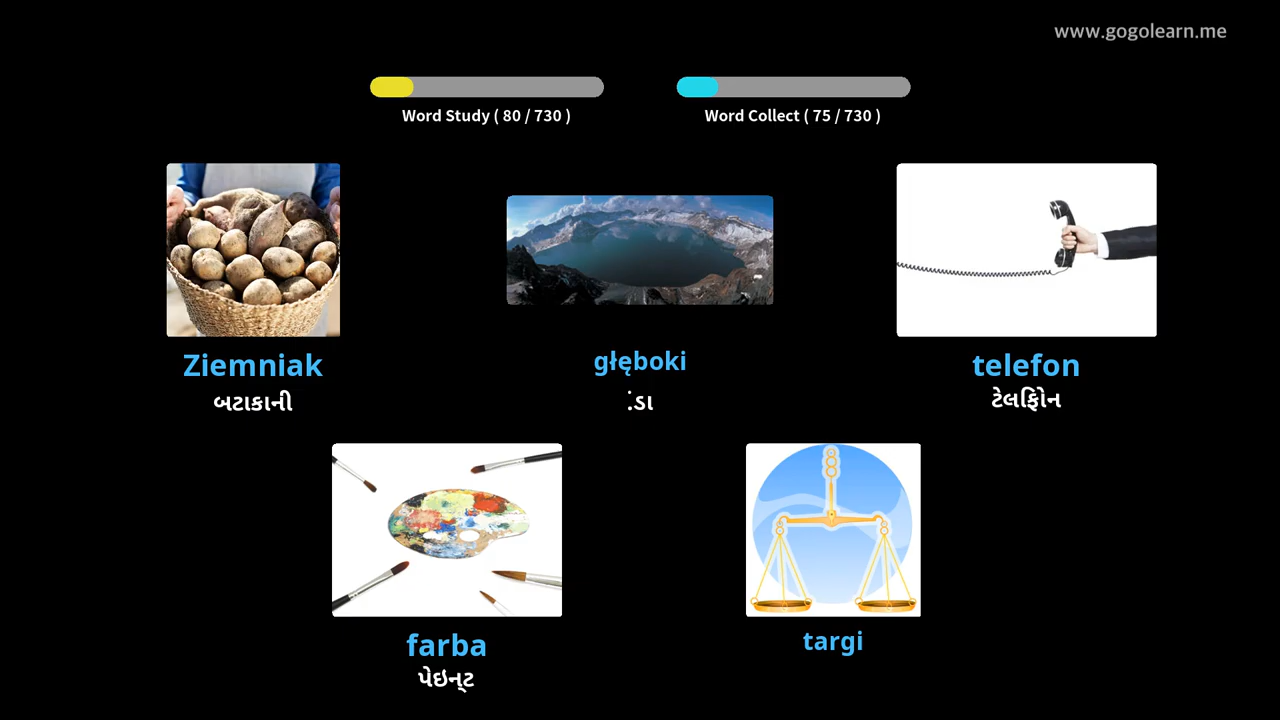 www.gogolearn.me
Word Study ( 80 / 730 )
Word Collect ( 75 / 730 )
Ziemniak
બટાકાની
głęboki
.ંડા
telefon
ટેલિફોન
farba
પેઇન્ટ
targi